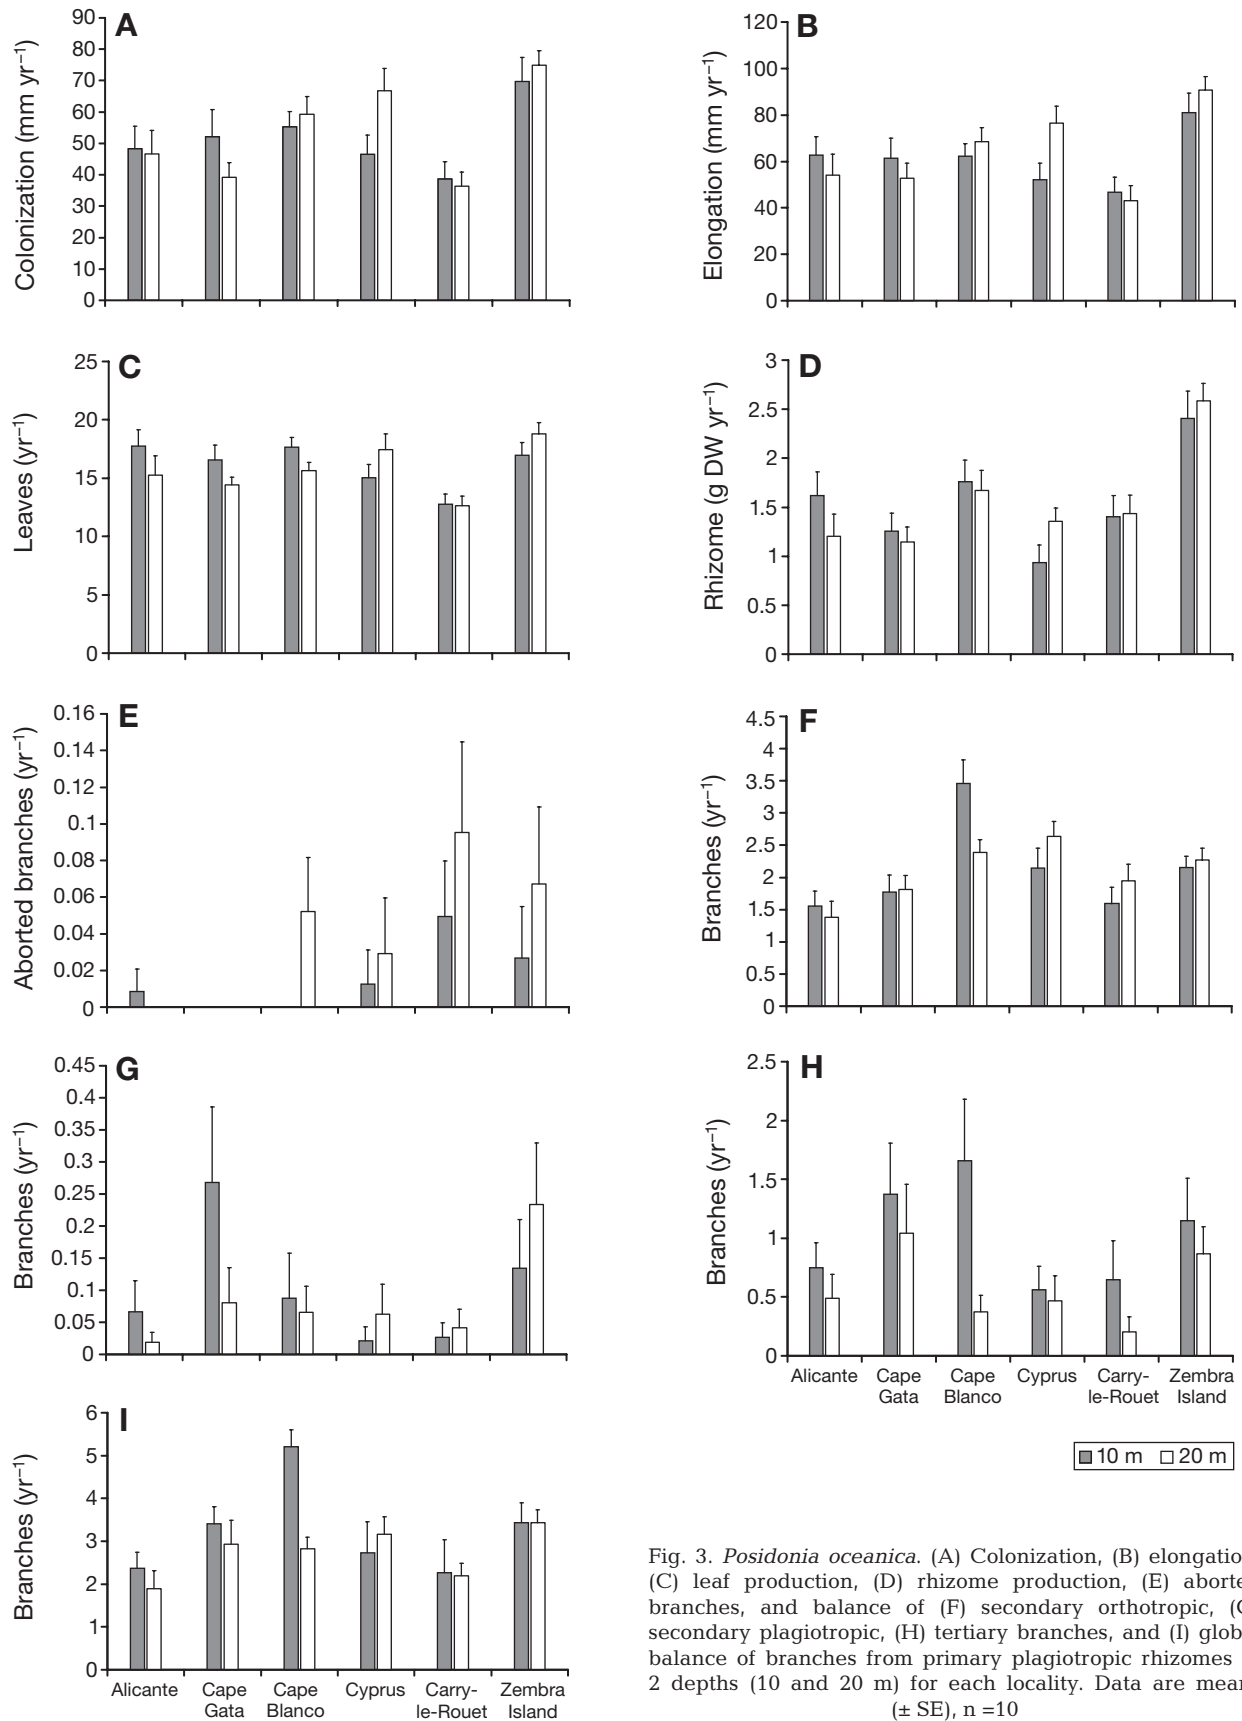 A
Colonization (mm yr⁻¹)
90
80
70
60
50
40
30
20
10
0
B
Elongation (mm yr⁻¹)
120
100
80
60
40
20
0
C
Leaves (yr⁻¹)
25
20
15
10
5
0
D
Rhizome (g DW yr⁻¹)
3
2.5
2
1.5
1
0.5
0
E
Aborted branches (yr⁻¹)
0.16
0.14
0.12
0.1
0.08
0.06
0.04
0.02
0
F
Branches (yr⁻¹)
4.5
4
3.5
3
2.5
2
1.5
1
0.5
0
G
Branches (yr⁻¹)
0.45
0.4
0.35
0.3
0.25
0.2
0.15
0.1
0.05
0
H
Branches (yr⁻¹)
2.5
2
1.5
1
0.5
0
Alicante Cape Cape Cyprus Carry- Zembra
Gata Blanco le-Rouet Island
10 m 20 m
I
Branches (yr⁻¹)
6
5
4
3
2
1
0
Alicante Cape Cape Cyprus Carry- Zembra
Gata Blanco le-Rouet Island
Fig. 3. Posidonia oceanica. (A) Colonization, (B) elongatio
(C) leaf production, (D) rhizome production, (E) aborte
branches, and balance of (F) secondary orthotropic, (
secondary plagiotropic, (H) tertiary branches, and (I) glob
balance of branches from primary plagiotropic rhizomes
2 depths (10 and 20 m) for each locality. Data are mean
(± SE), n =10